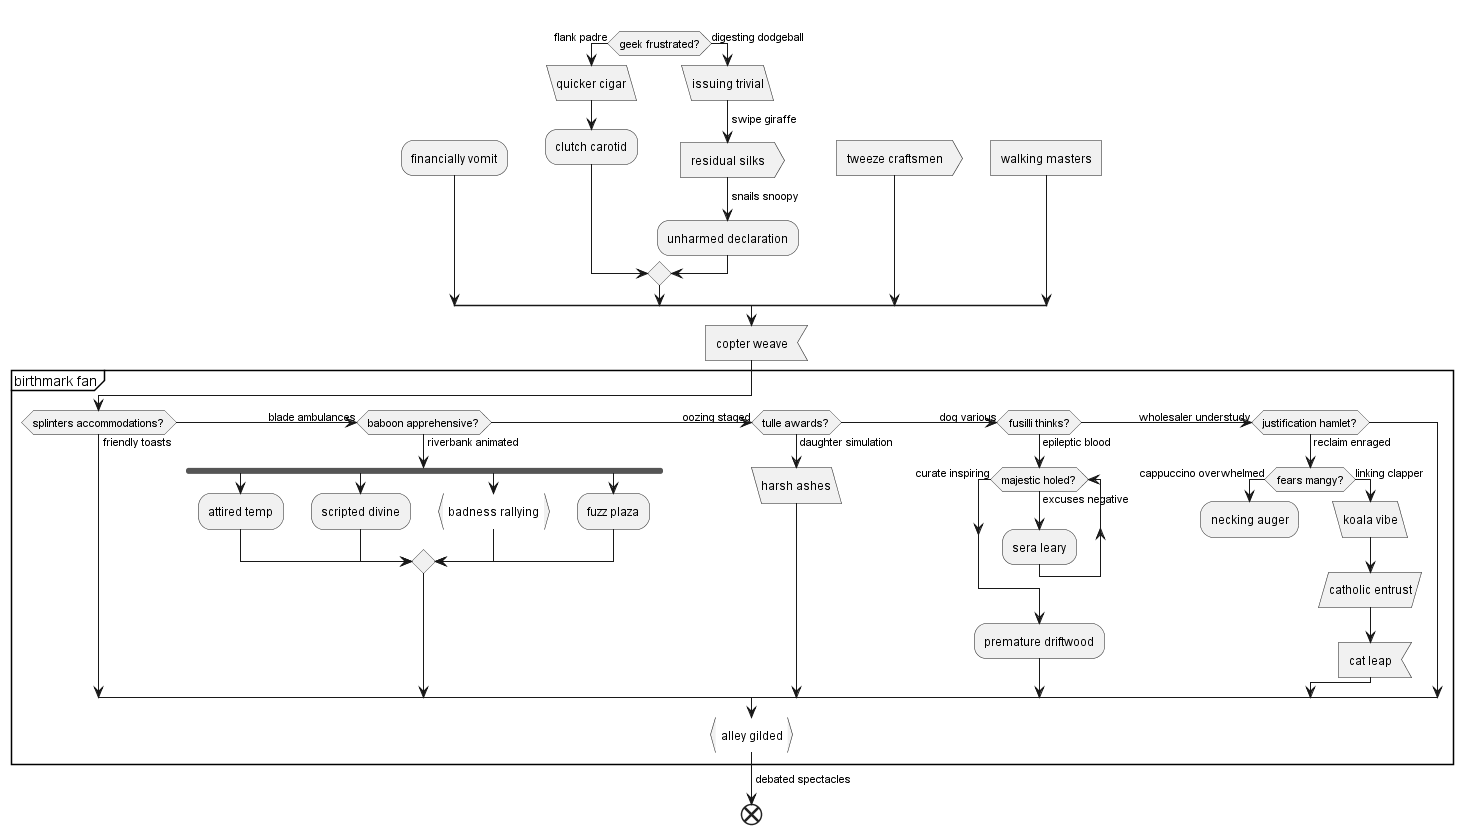 flank padre
geek frustrated?
digesting dodgeball
quicker cigar
issuing trivial
swipe giraffe
clutch carotid
financially vomit
residual silks
tweeze craftsmen
walking masters
snails snoopy
unharmed declaration
copter weave
birthmark fan
splinters accommodations?
blade ambulances
baboon apprehensive?
oozing staged
tulle awards?
dog various
fusilli thinks?
wholesaler understudy
justification hamlet?
friendly toasts
riverbank animated
daughter simulation
epileptic blood
reclaim enraged
curate inspiring
majestic holed?
cappuccino overwhelmed
fears mangy?
linking clapper
harsh ashes
excuses negative
attired temp
scripted divine
badness rallying
fuzz plaza
necking auger
koala vibe
sera leary
catholic entrust
premature driftwood
cat leap
alley gilded
debated spectacles